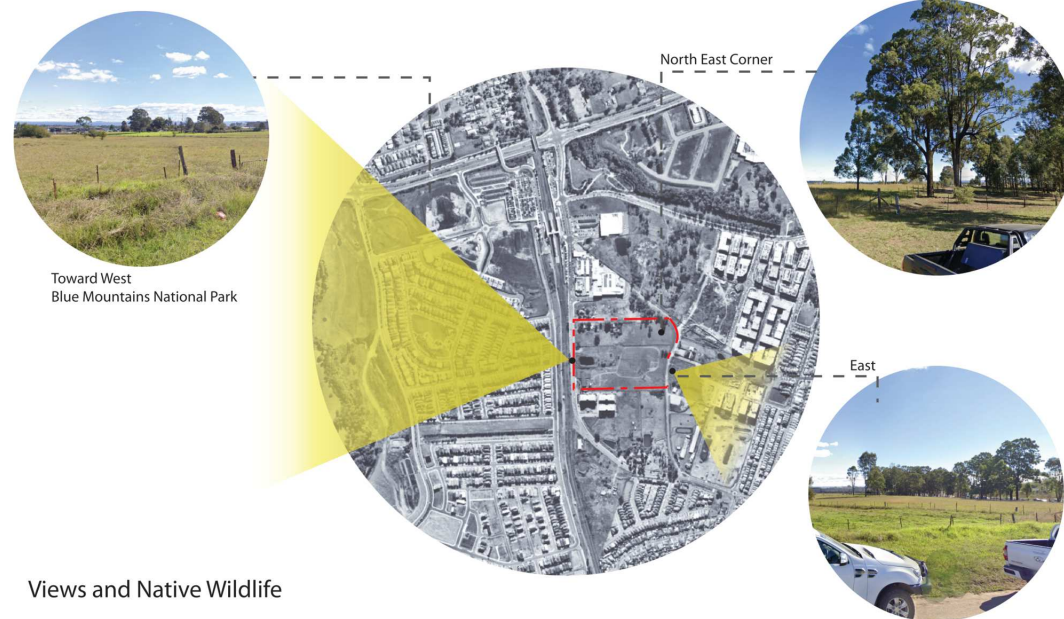 North East Corner
Toward West
Blue Mountains National Park
East
Views and Native Wildlife